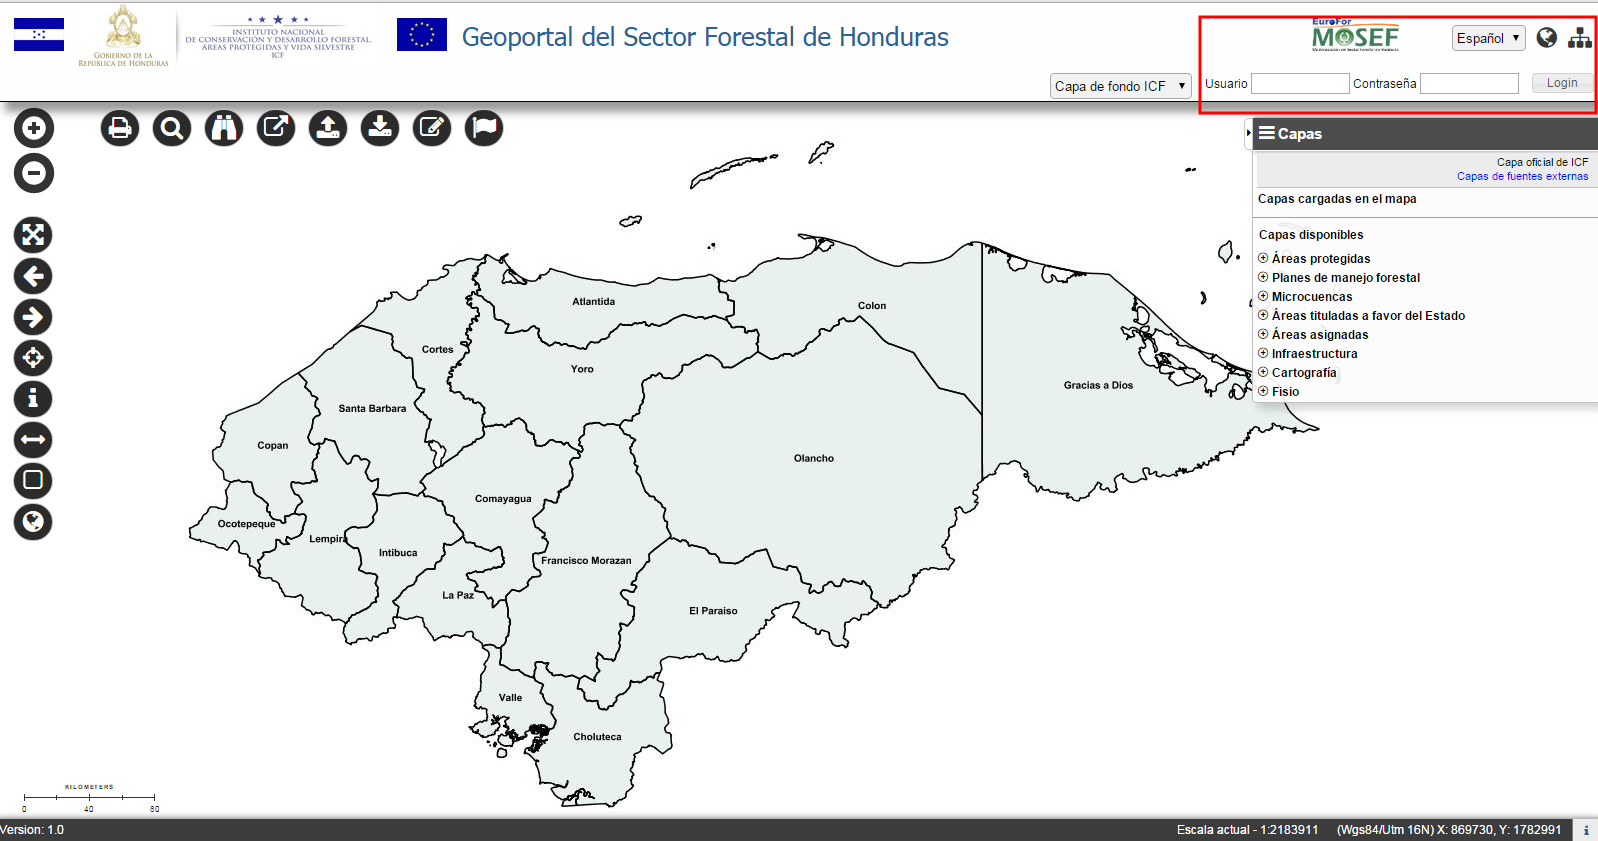 GOBIERNO DE LA
REPÚBLICA DE HONDURAS
INSTITUTO NACIONAL
DE CONSERVACIÓN Y DESARROLLO FORESTAL,
ÁREAS PROTEGIDAS Y VIDA SILVESTRE
ICF
Geoportal del Sector Forestal de Honduras
EuroFor
MOSEF
Español
Capa de fondo ICF
Usuario
Contraseña
Login
Capas
Capa oficial de ICF
Capas de fuentes externas
Capas cargadas en el mapa
Capas disponibles
Áreas protegidas
Planes de manejo forestal
Microcuencas
Áreas tituladas a favor del Estado
Áreas asignadas
Infraestructura
Cartografía
Fisio
Atlantida
Colon
Cortes
Yoro
Gracias a Dios
Santa Barbara
Copan
Olancho
Comayagua
Ocotepeque
Lempira
Intibuca
Francisco Morazan
La Paz
El Paraiso
Valle
Choluteca
KILOMETERS
0 40 80
Version: 1.0
Escala actual - 1:2183911
(Wgs84/Utm 16N) X: 869730, Y: 1782991